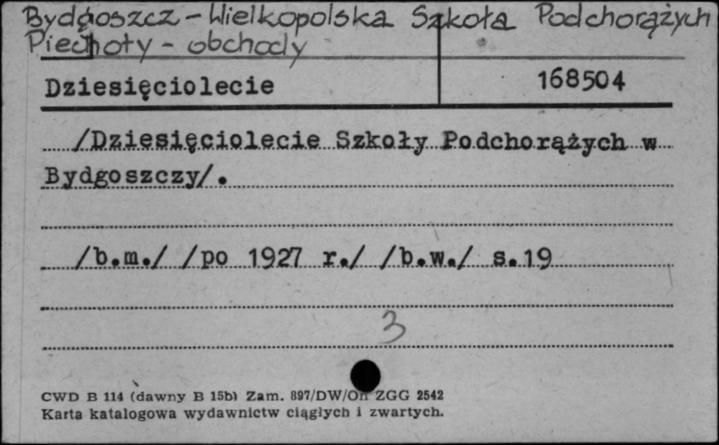 Bydgoszcz - Wielkopolska Szkoła Podchorążych
Piechoty - obchody
Dziesięciolecie 168504
/Dziesięciolecie Szkoły Podchorążych w
Bydgoszczy/.
/b.m./ /po 1927 r./ /b.w./ s.19
3
CWD B 114 (dawny B 15b) Zam. 897/DW/On ZGG 2542
Karta katalogowa wydawnictw ciągłych i zwartych.